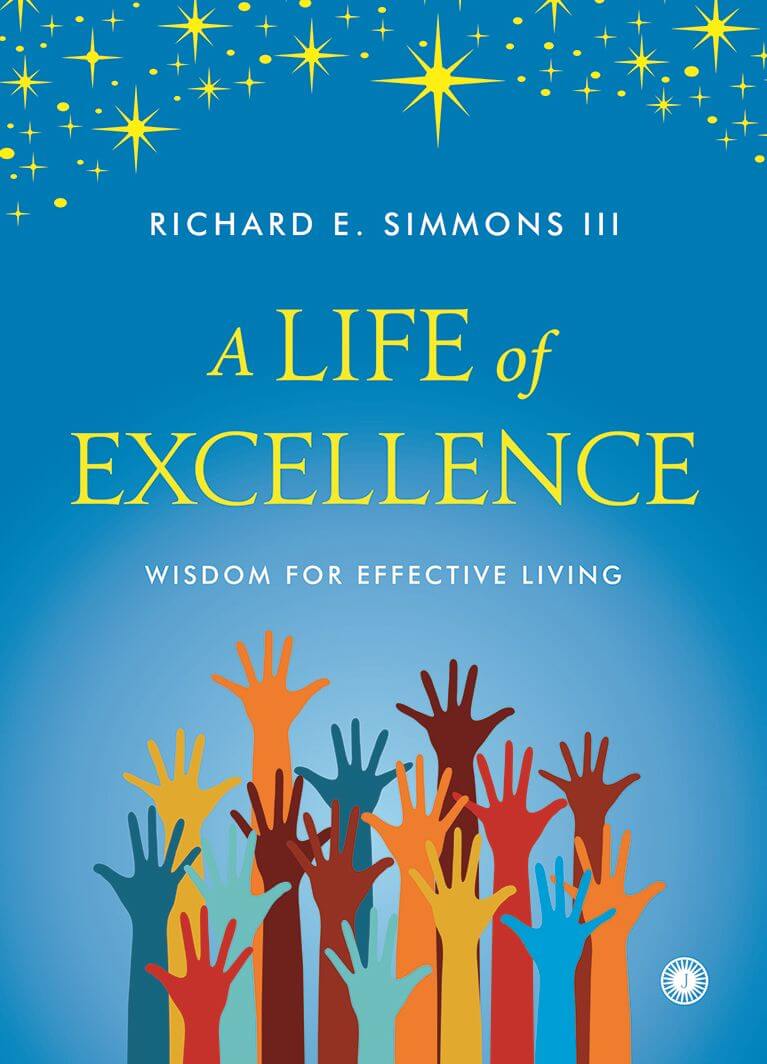 RICHARD E. SIMMONS III
A LIFE of
EXCELLENCE
WISDOM FOR EFFECTIVE LIVING
J